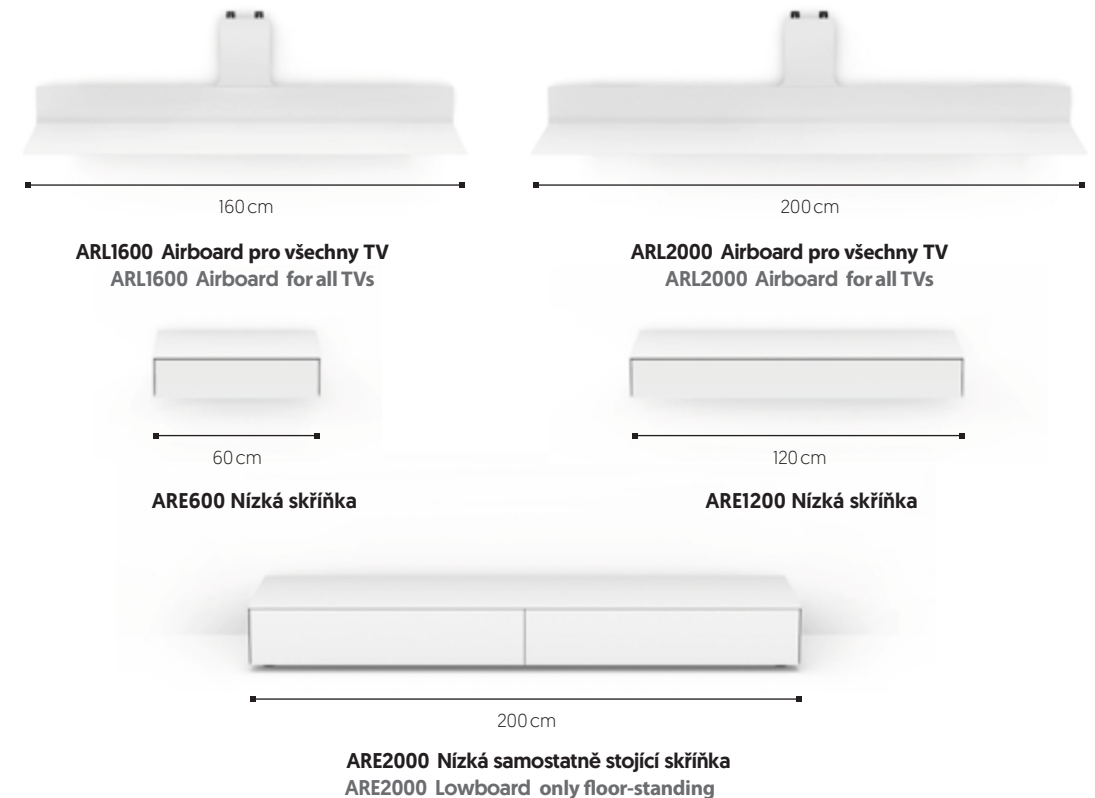 160 cm
200 cm
ARL1600 Airboard pro všechny TV
ARL1600 Airboard for all TVs
ARL2000 Airboard pro všechny TV
ARL2000 Airboard for all TVs
60 cm
120 cm
ARE600 Nízká skříňka
ARE1200 Nízká skříňka
200 cm
ARE2000 Nízká samostatně stojící skříňka
ARE2000 Lowboard only floor-standing